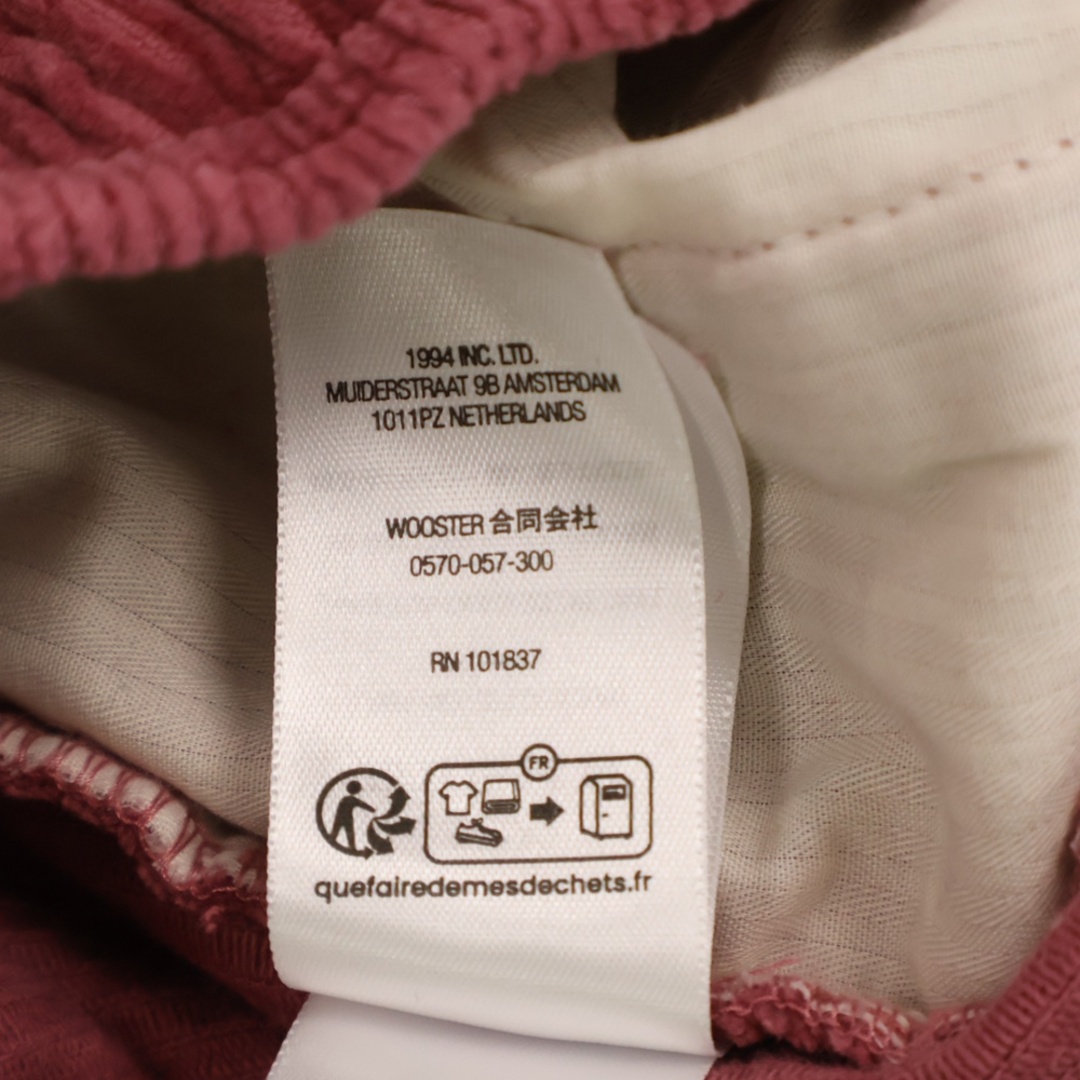 1994 INC. LTD.
MUIDERSTRAAT 9B AMSTERDAM
1011PZ NETHERLANDS
WOOSTER 合同会社
0570-057-300
RN 101837
FR
quefairedemesdechets.fr